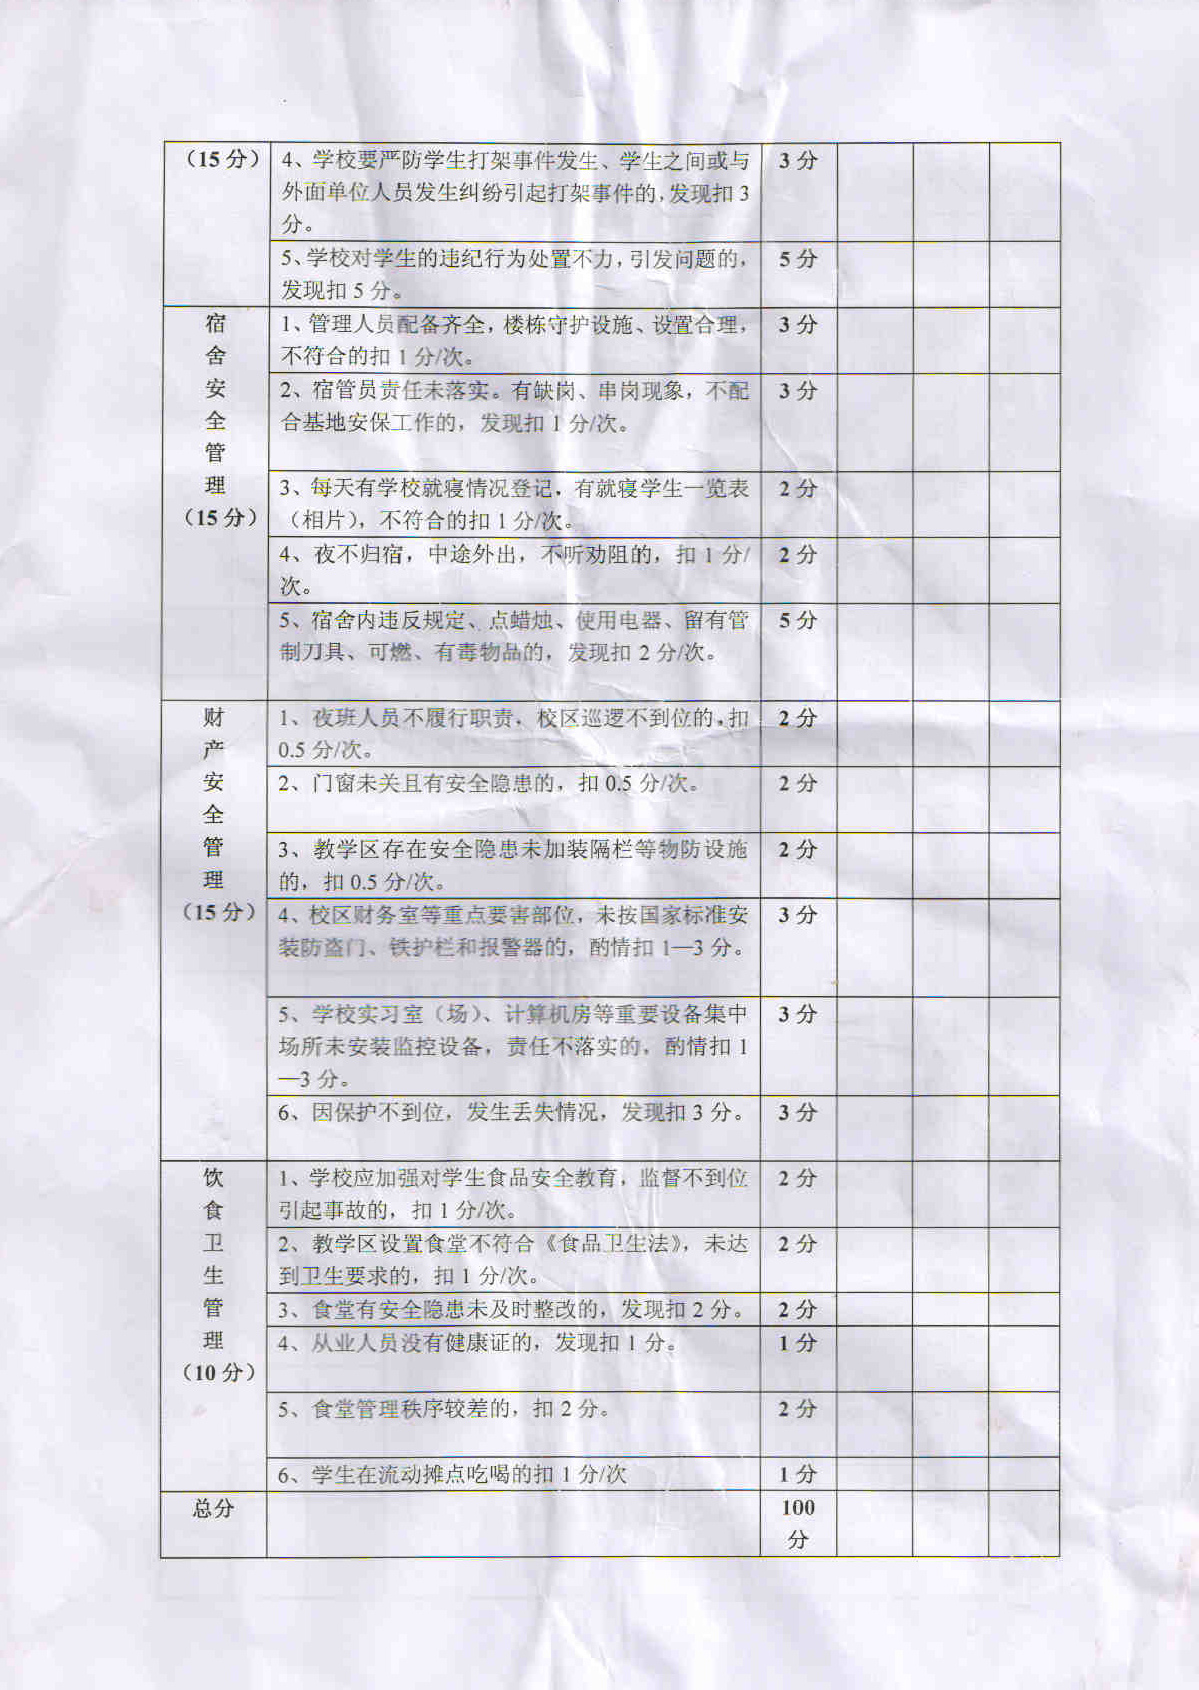 （15 分）
4、学校要严防学生打架事件发生、学生之间或与
外面单位人员发生纠纷引起打架事件的，发现扣 3
分。
3 分
5、学校对学生的违纪行为处置不力，引发问题的，
发现扣 5 分。
5 分
宿
舍
安
全
管
理
（15 分）
1、管理人员配备齐全，楼栋守护设施、设置合理，
不符合的扣 1 分/次。
3 分
2、宿管员责任未落实。有缺岗、串岗现象，不配
合基地安保工作的，发现扣 1 分/次。
3 分
3、每天有学校就寝情况登记，有就寝学生一览表
（相片），不符合的扣 1 分/次。
2 分
4、夜不归宿，中途外出，不听劝阻的，扣 1 分/
次。
2 分
5、宿舍内违反规定、点蜡烛、使用电器、留有管
制刀具、可燃、有毒物品的，发现扣 2 分/次。
5 分
财
产
安
全
管
理
（15 分）
1、夜班人员不履行职责，校区巡逻不到位的，扣
0.5 分/次。
2 分
2、门窗未关且有安全隐患的，扣 0.5 分/次。
2 分
3、教学区存在安全隐患未加装隔栏等物防设施
的，扣 0.5 分/次。
2 分
4、校区财务室等重点要害部位，未按国家标准安
装防盗门、铁护栏和报警器的，酌情扣 1—3 分。
3 分
5、学校实习室（场）、计算机房等重要设备集中
场所未安装监控设备，责任不落实的，酌情扣 1
—3 分。
3 分
6、因保护不到位，发生丢失情况，发现扣 3 分。
3 分
饮
食
卫
生
管
理
（10 分）
1、学校应加强对学生食品安全教育，监督不到位
引起事故的，扣 1 分/次。
2 分
2、教学区设置食堂不符合《食品卫生法》，未达
到卫生要求的，扣 1 分/次。
2 分
3、食堂有安全隐患未及时整改的，发现扣 2 分。
2 分
4、从业人员没有健康证的，发现扣 1 分。
1 分
5、食堂管理秩序较差的，扣 2 分。
2 分
6、学生在流动摊点吃喝的扣 1 分/次
1 分
总分
100
分